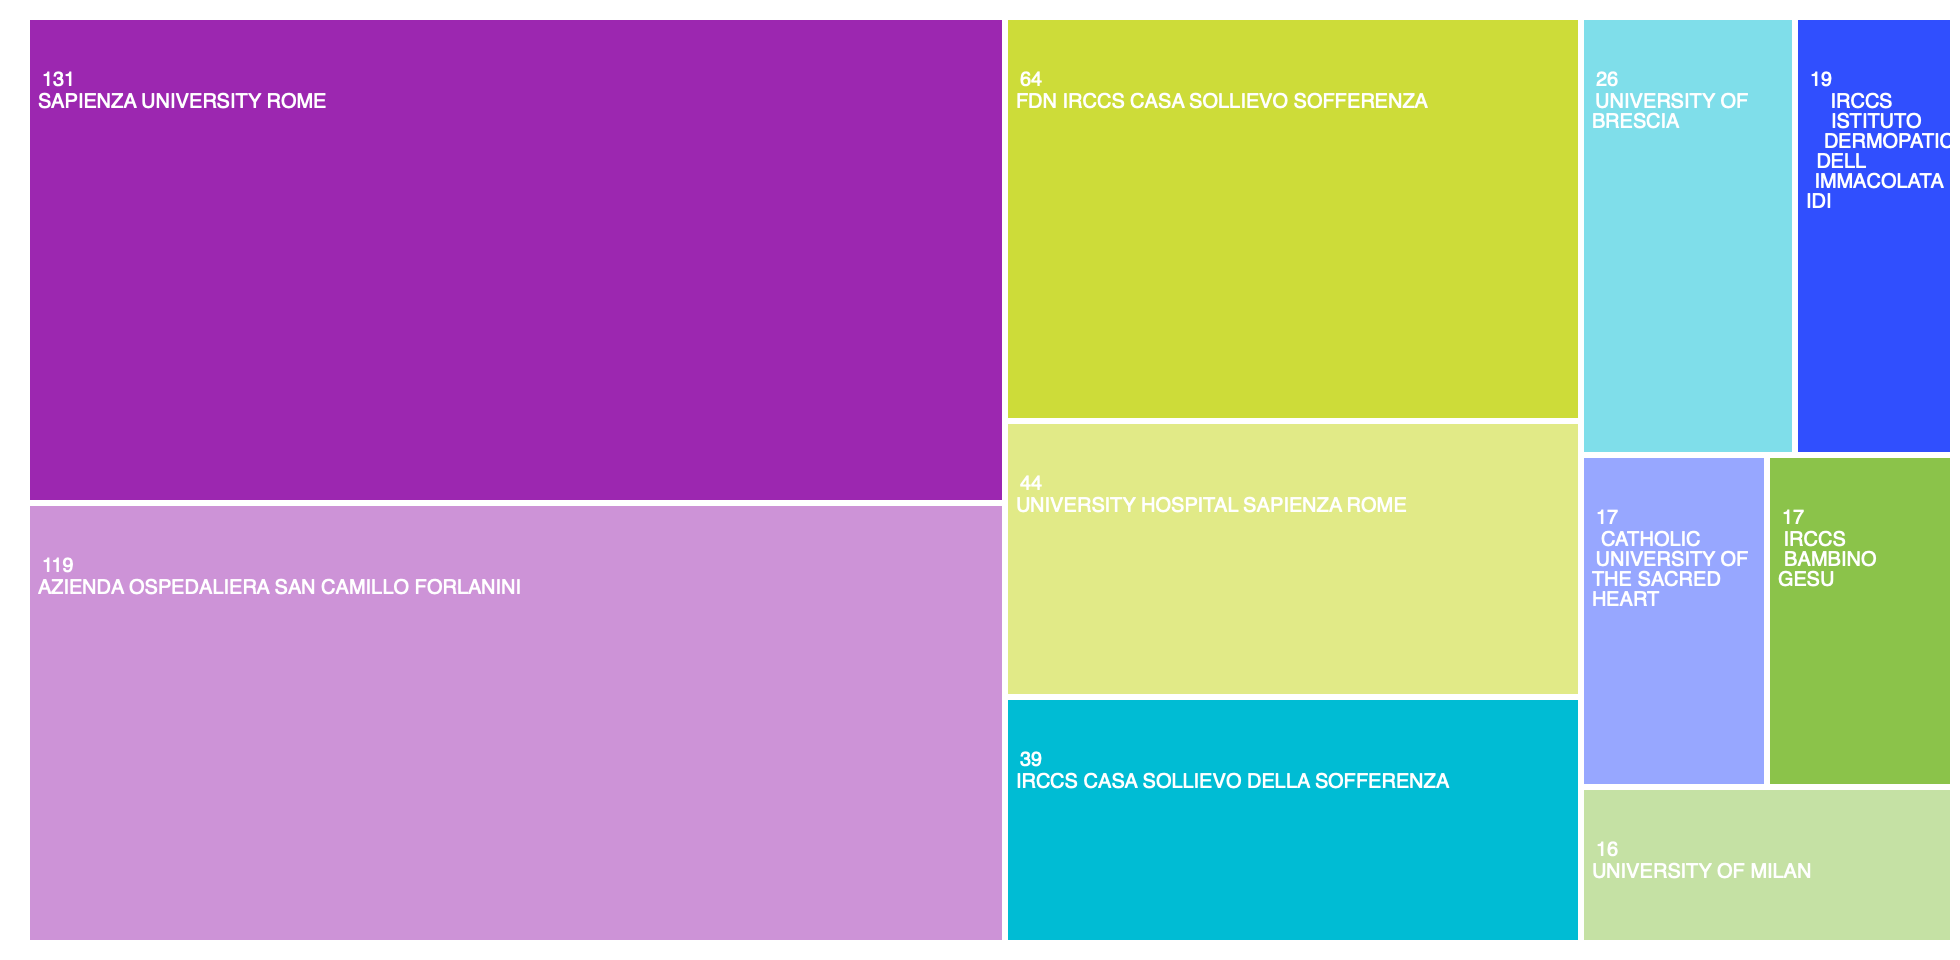 131
SAPIENZA UNIVERSITY ROME
119
AZIENDA OSPEDALIERA SAN CAMILLO FORLANINI
64
FDN IRCCS CASA SOLLIEVO SOFFERENZA
44
UNIVERSITY HOSPITAL SAPIENZA ROME
39
IRCCS CASA SOLLIEVO DELLA SOFFERENZA
26
UNIVERSITY OF
BRESCIA
19
IRCCS
ISTITUTO
DERMOPATIC
DELL
IMMACOLATA
IDI
17
CATHOLIC
UNIVERSITY OF
THE SACRED
HEART
17
IRCCS
BAMBINO
GESU
16
UNIVERSITY OF MILAN